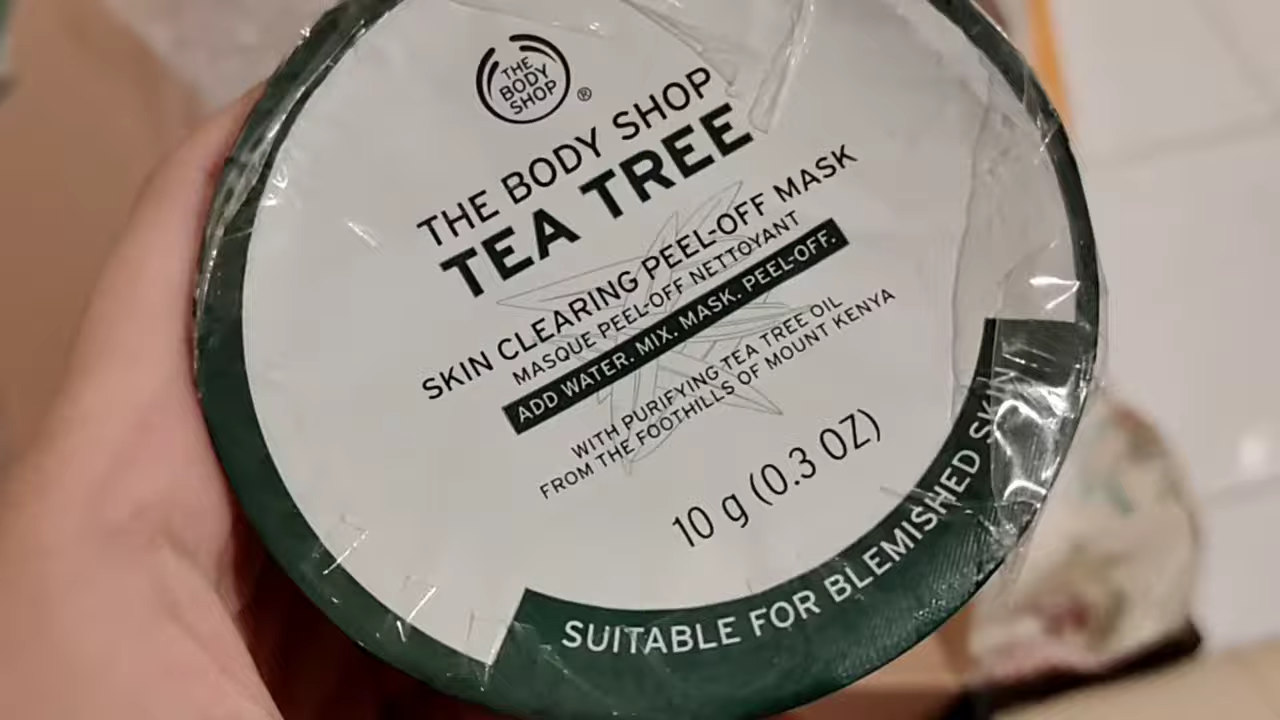 THE
BODY
SHOP
®
THE BODY SHOP
TEA TREE
SKIN CLEARING PEEL-OFF MASK
MASQUE PEEL-OFF NETTOYANT
ADD WATER. MIX. MASK. PEEL-OFF.
WITH PURIFYING TEA TREE OIL
FROM THE FOOTHILLS OF MOUNT KENYA
10 g (0.3 OZ)
SUITABLE FOR BLEMISHED SKIN